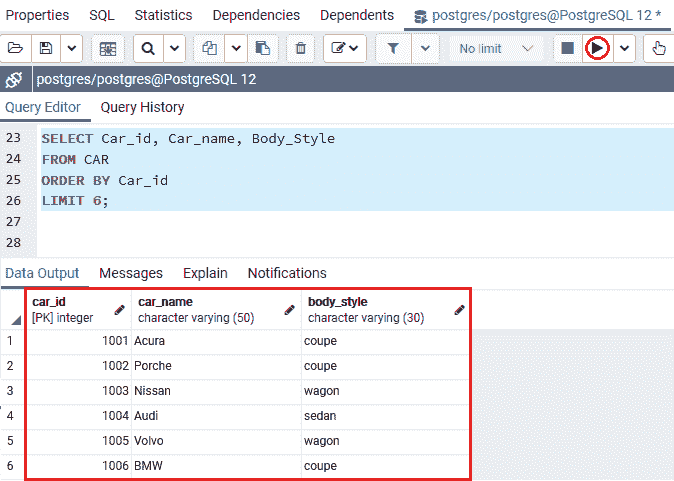 Properties SQL Statistics Dependencies Dependents postgres/postgres@PostgreSQL 12 *
No limit
postgres/postgres@PostgreSQL 12
Query Editor Query History
23 SELECT Car_id, Car_name, Body_Style
24 FROM CAR
25 ORDER BY Car_id
26 LIMIT 6;
27
28
Data Output Messages Explain Notifications
car_id car_name body_style
[PK] integer character varying (50) character varying (30)
1 1001 Acura coupe
2 1002 Porche coupe
3 1003 Nissan wagon
4 1004 Audi sedan
5 1005 Volvo wagon
6 1006 BMW coupe